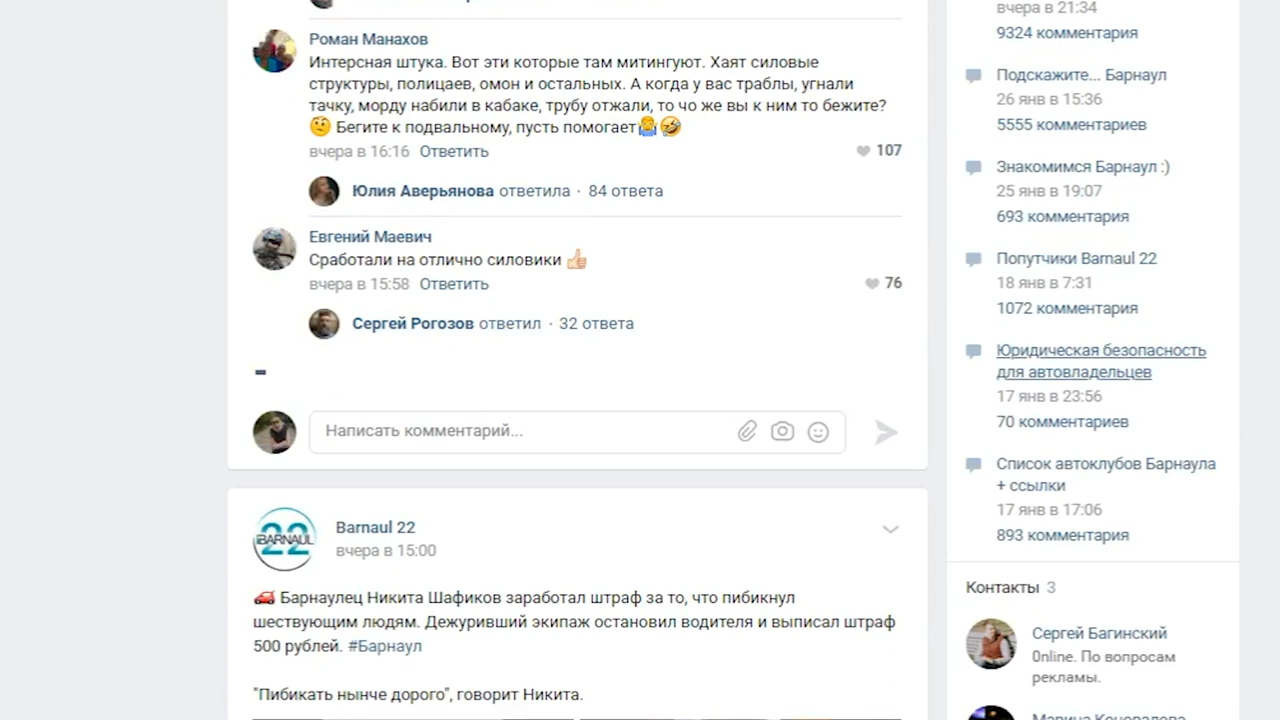 Роман Манахов
Интерсная штука. Вот эти которые там митингуют. Хаят силовые
структуры, полицаев, омон и остальных. А когда у вас траблы, угнали
тачку, морду набили в кабаке, трубу отжали, то чо же вы к ним то бежите?
🤨 Бегите к подвальному, пусть помогает🤷‍♂️🤣
вчера в 16:16 Ответить
107
Юлия Аверьянова ответила · 84 ответа
Евгений Маевич
Сработали на отлично силовики 👍🏻
вчера в 15:58 Ответить
76
Сергей Рогозов ответил · 32 ответа
Написать комментарий...
22
BARNAUL
Barnaul 22
вчера в 15:00
🚗 Барнаулец Никита Шафиков заработал штраф за то, что пибикнул
шествующим людям. Дежуривший экипаж остановил водителя и выписал штраф
500 рублей. #Барнаул
"Пибикать нынче дорого", говорит Никита.
вчера в 21:34
9324 комментария
Подскажите... Барнаул
26 янв в 15:36
5555 комментариев
Знакомимся Барнаул :)
25 янв в 19:07
693 комментария
Попутчики Barnaul 22
18 янв в 7:31
1072 комментария
Юридическая безопасность
для автовладельцев
17 янв в 23:56
70 комментариев
Список автоклубов Барнаула
+ ссылки
17 янв в 17:06
893 комментария
Контакты 3
Сергей Багинский
0nline. По вопросам
рекламы.
Марина Коновалова